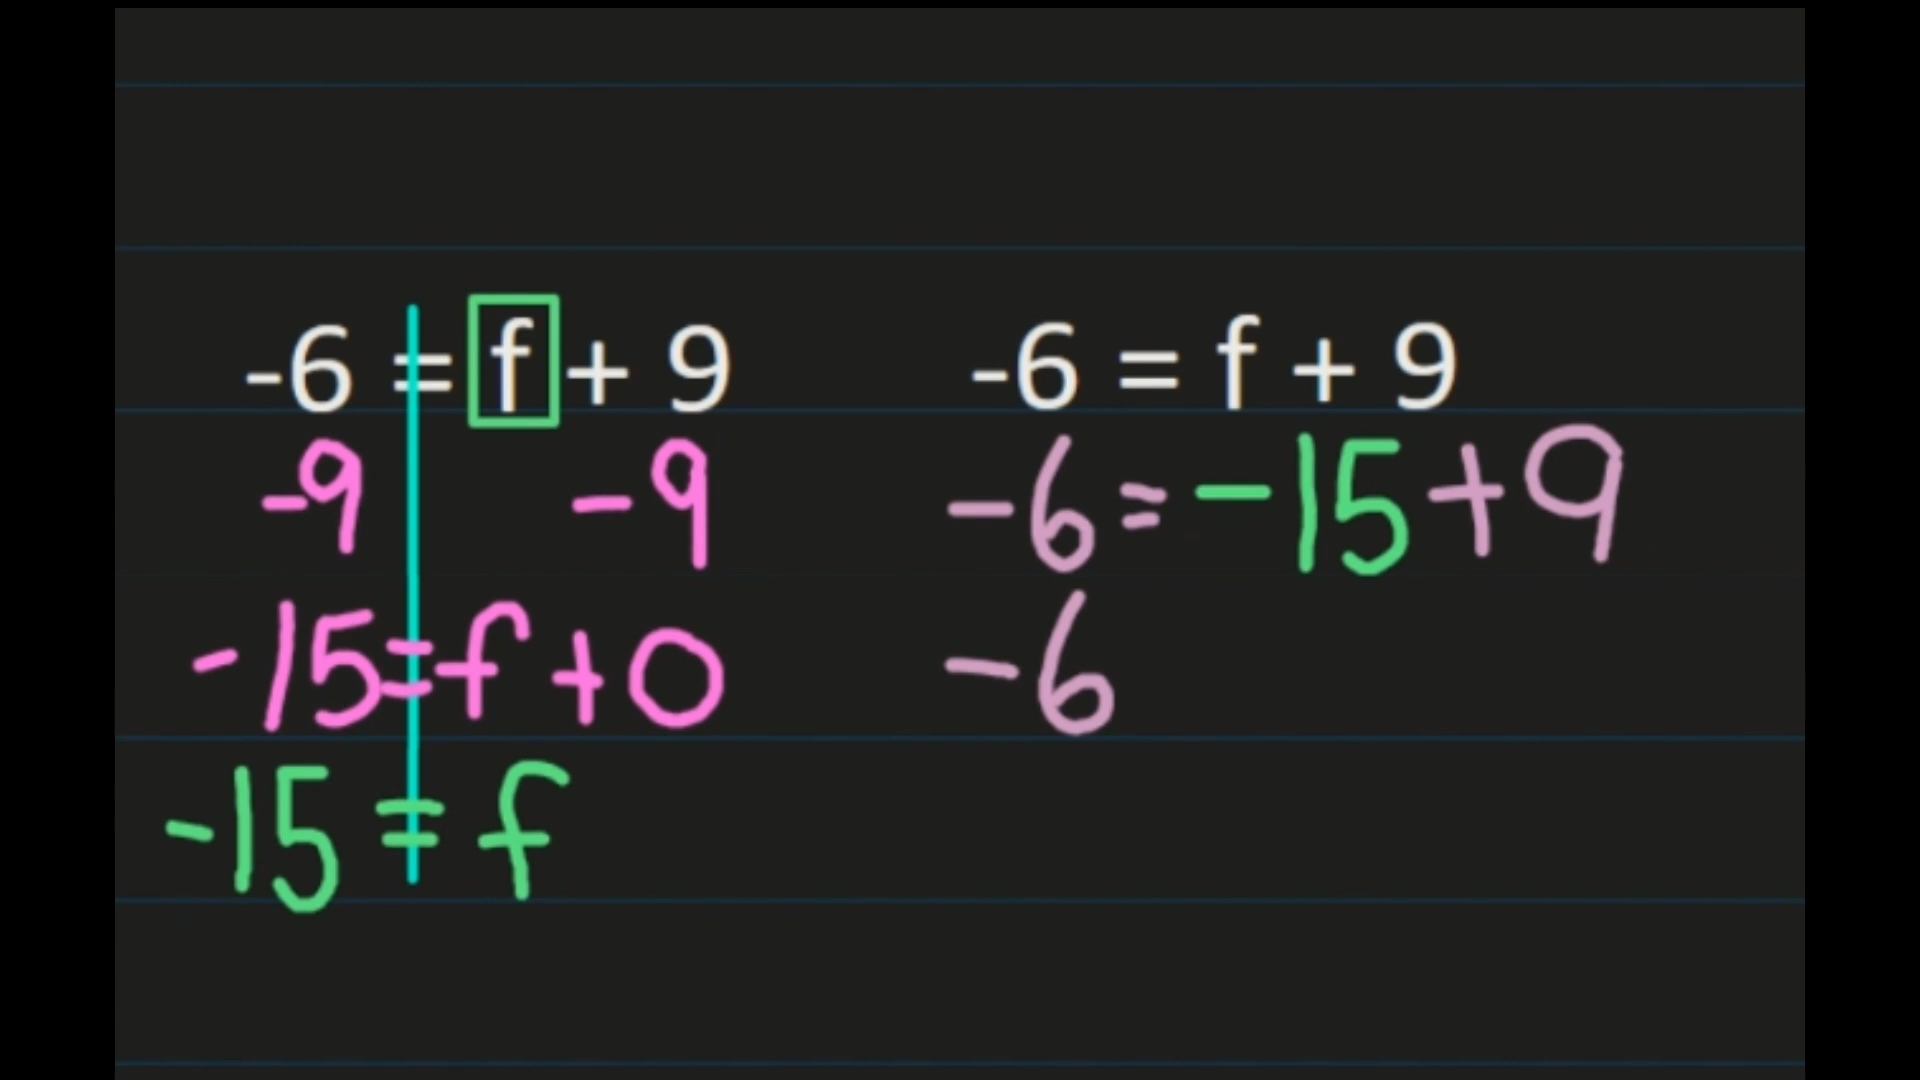 -6 = f + 9
-9 -9
-15 = f + 0
-15 = f
-6 = f + 9
-6 = -15 + 9
-6